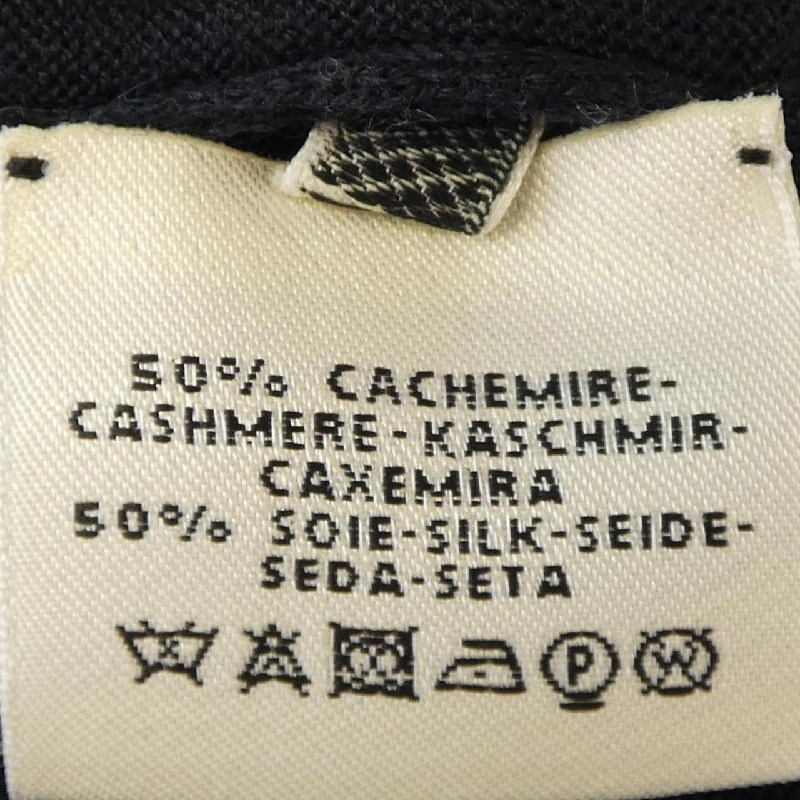 50% CACHEMIRE-
CASHMERE-KASCHMIR-
CAXEMIRA
50% SOIE-SILK-SEIDE-
SEDA-SETA
P W